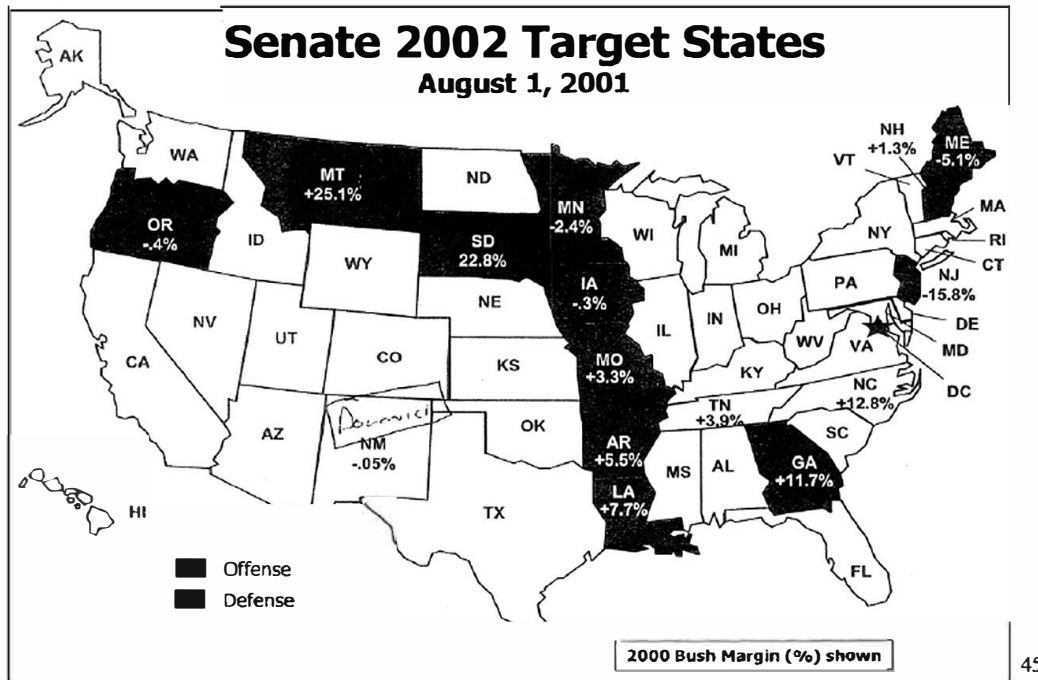 Senate 2002 Target States
August 1, 2001
AK
WA
MT
+25.1%
ND
MN
-2.4%
NH
+1.3%
VT
ME
-5.1%
OR
-.4%
ID
SD
22.8%
WI
MI
NY
MA
RI
CT
WY
IA
-.3%
PA
NJ
-15.8%
NE
NV
UT
CO
IL
IN
OH
DE
MD
DC
WV
VA
CA
KS
MO
+3.3%
KY
NC
+12.8%
TN
+3.9%
Domenici
AZ
NM
-.05%
OK
AR
+5.5%
SC
MS
AL
GA
+11.7%
LA
+7.7%
TX
HI
FL
Offense
Defense
2000 Bush Margin (%) shown
45